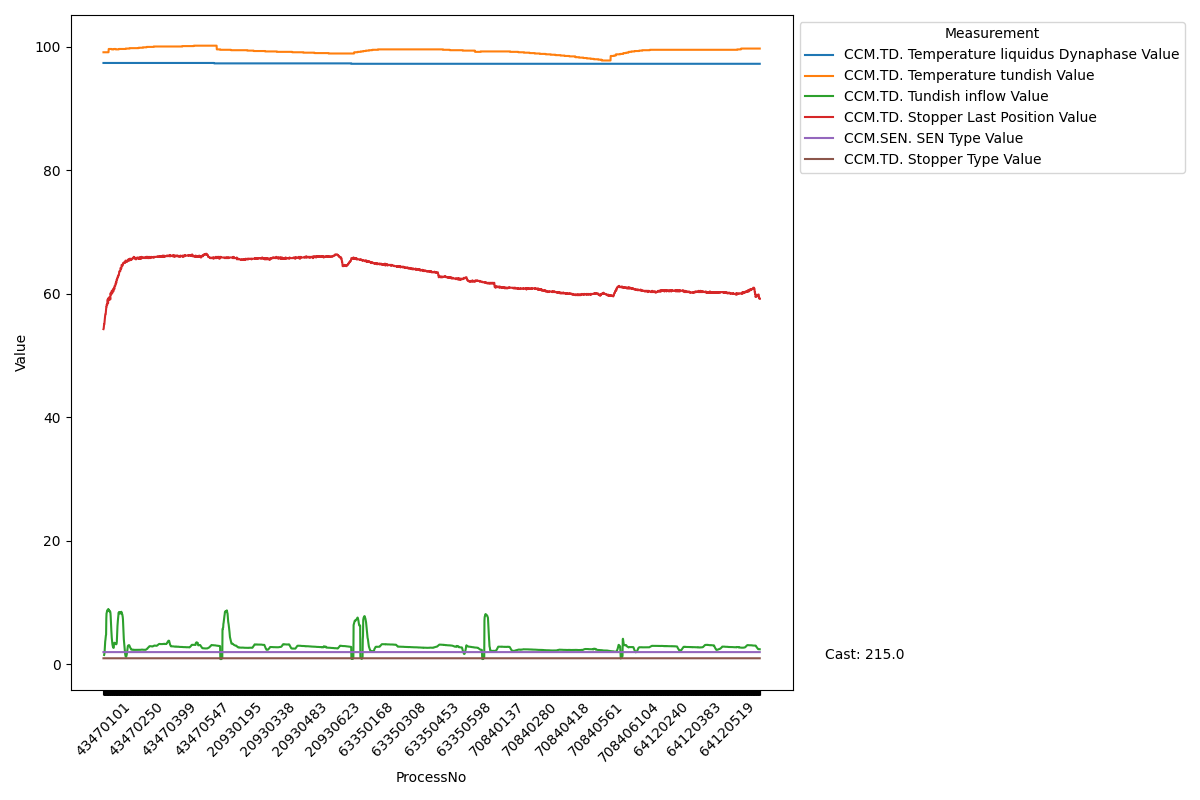 Measurement
CCM.TD. Temperature liquidus Dynaphase Value
CCM.TD. Temperature tundish Value
CCM.TD. Tundish inflow Value
CCM.TD. Stopper Last Position Value
CCM.SEN. SEN Type Value
CCM.TD. Stopper Type Value
100
80
60
40
20
0
Value
Cast: 215.0
43470101
43470250
43470399
43470547
20930195
20930338
20930483
20930623
63350168
63350308
63350453
63350598
70840137
70840280
70840418
70840561
708406104
64120240
64120383
64120519
ProcessNo